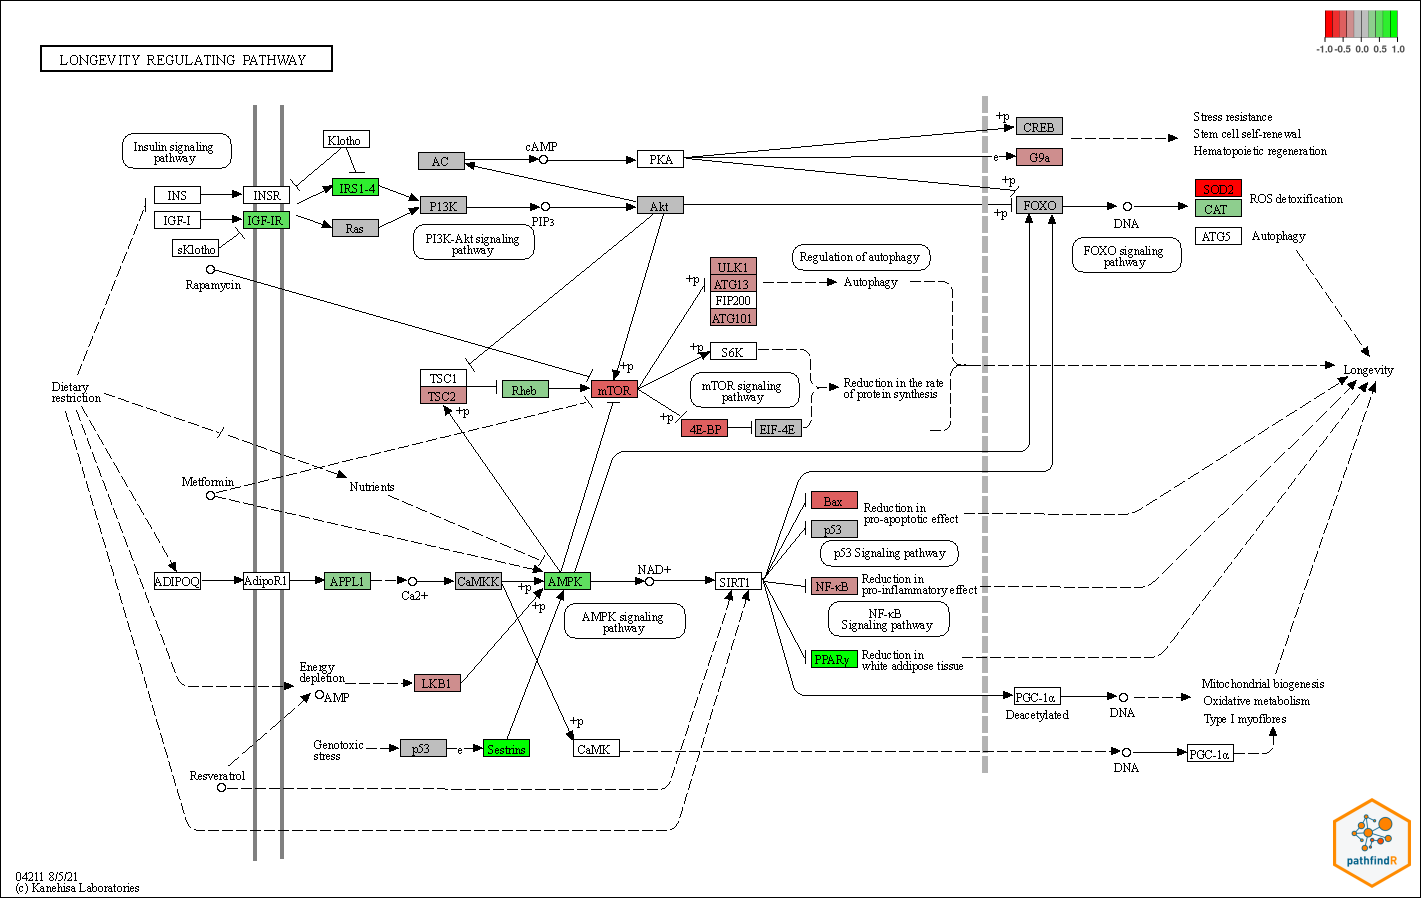 -1.0 -0.5 0.0 0.5 1.0
LONGEVITY REGULATING PATHWAY
Insulin signaling
pathway
Klotho
INS
INSR
IRS1-4
IGF-I
IGF-IR
Ras
sKlotho
Rapamycin
AC
cAMP
PKA
P13K
PIP3
Akt
PI3K-Akt signaling
pathway
+p
CREB
e
G9a
+p
+p
FOXO
DNA
FOXO signaling
pathway
Stress resistance
Stem cell self-renewal
Hematopoietic regeneration
SOD2
CAT
ROS detoxification
ATG5
Autophagy
+p
ULK1
ATG13
FIP200
ATG101
Regulation of autophagy
Autophagy
TSC1
TSC2
+p
Rheb
+p
mTOR
+p
S6K
mTOR signaling
pathway
+p
4E-BP
EIF-4E
Reduction in the rate
of protein synthesis
Longevity
Dietary
restriction
Metformin
Nutrients
ADIPOQ
AdipoR1
APPL1
Ca2+
CaMKK
+p
+p
AMPK
NAD+
SIRT1
AMPK signaling
pathway
Bax
Reduction in
pro-apoptotic effect
p53
p53 Signaling pathway
NF-κB
Reduction in
pro-inflammatory effect
NF-κB
Signaling pathway
PPARγ
Reduction in
white addipose tissue
Energy
depletion
AMP
LKB1
Genotoxic
stress
p53
e
Sestrins
+p
CaMK
Resveratrol
PGC-1α
Deacetylated
DNA
Mitochondrial biogenesis
Oxidative metabolism
Type I myofibres
DNA
PGC-1α
pathfindR
04211 8/5/21
(c) Kanehisa Laboratories